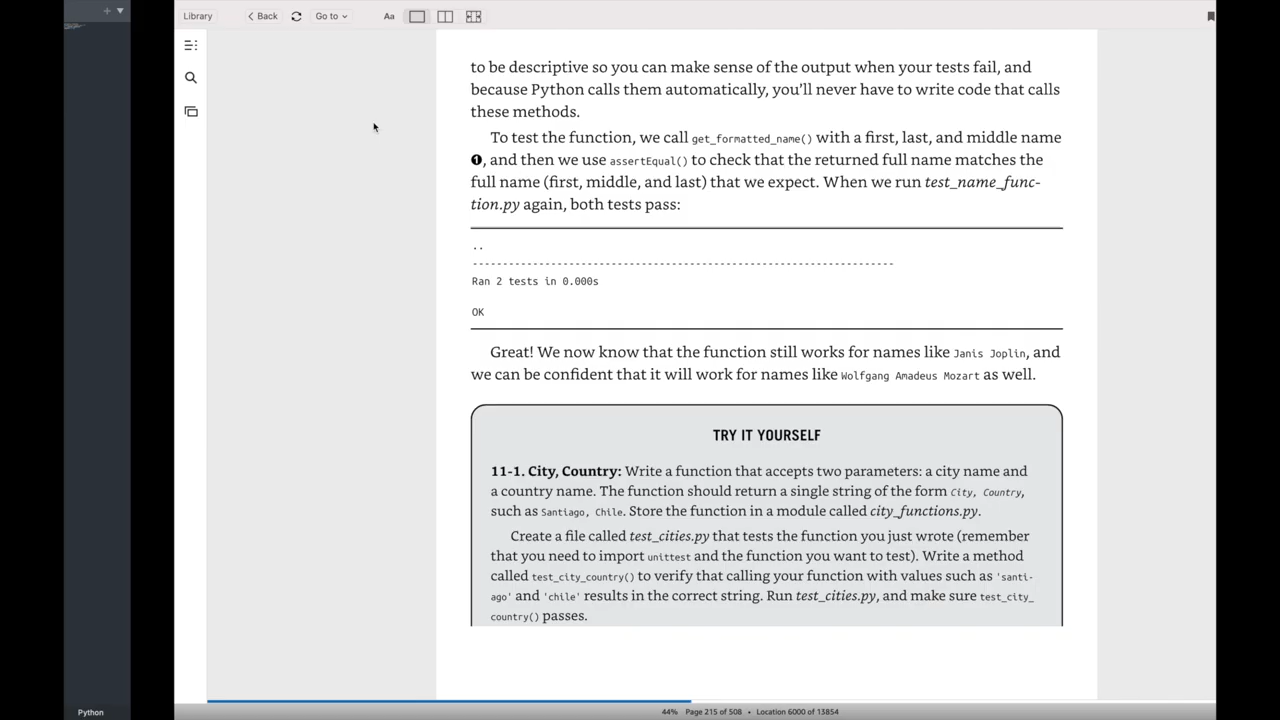 Library
Back
Go to
Aa
to be descriptive so you can make sense of the output when your tests fail, and
because Python calls them automatically, you'll never have to write code that calls
these methods.
To test the function, we call get_formatted_name() with a first, last, and middle name
❶, and then we use assertEqual() to check that the returned full name matches the
full name (first, middle, and last) that we expect. When we run test_name_func-
tion.py again, both tests pass:
..
----------------------------------------------------------------------
Ran 2 tests in 0.000s
OK
Great! We now know that the function still works for names like Janis Joplin, and
we can be confident that it will work for names like Wolfgang Amadeus Mozart as well.
TRY IT YOURSELF
11-1. City, Country: Write a function that accepts two parameters: a city name and
a country name. The function should return a single string of the form City, Country,
such as Santiago, Chile. Store the function in a module called city_functions.py.
Create a file called test_cities.py that tests the function you just wrote (remember
that you need to import unittest and the function you want to test). Write a method
called test_city_country() to verify that calling your function with values such as 'santi-
ago' and 'chile' results in the correct string. Run test_cities.py, and make sure test_city_
country() passes.
Python
44% Page 215 of 508 • Location 6000 of 13854